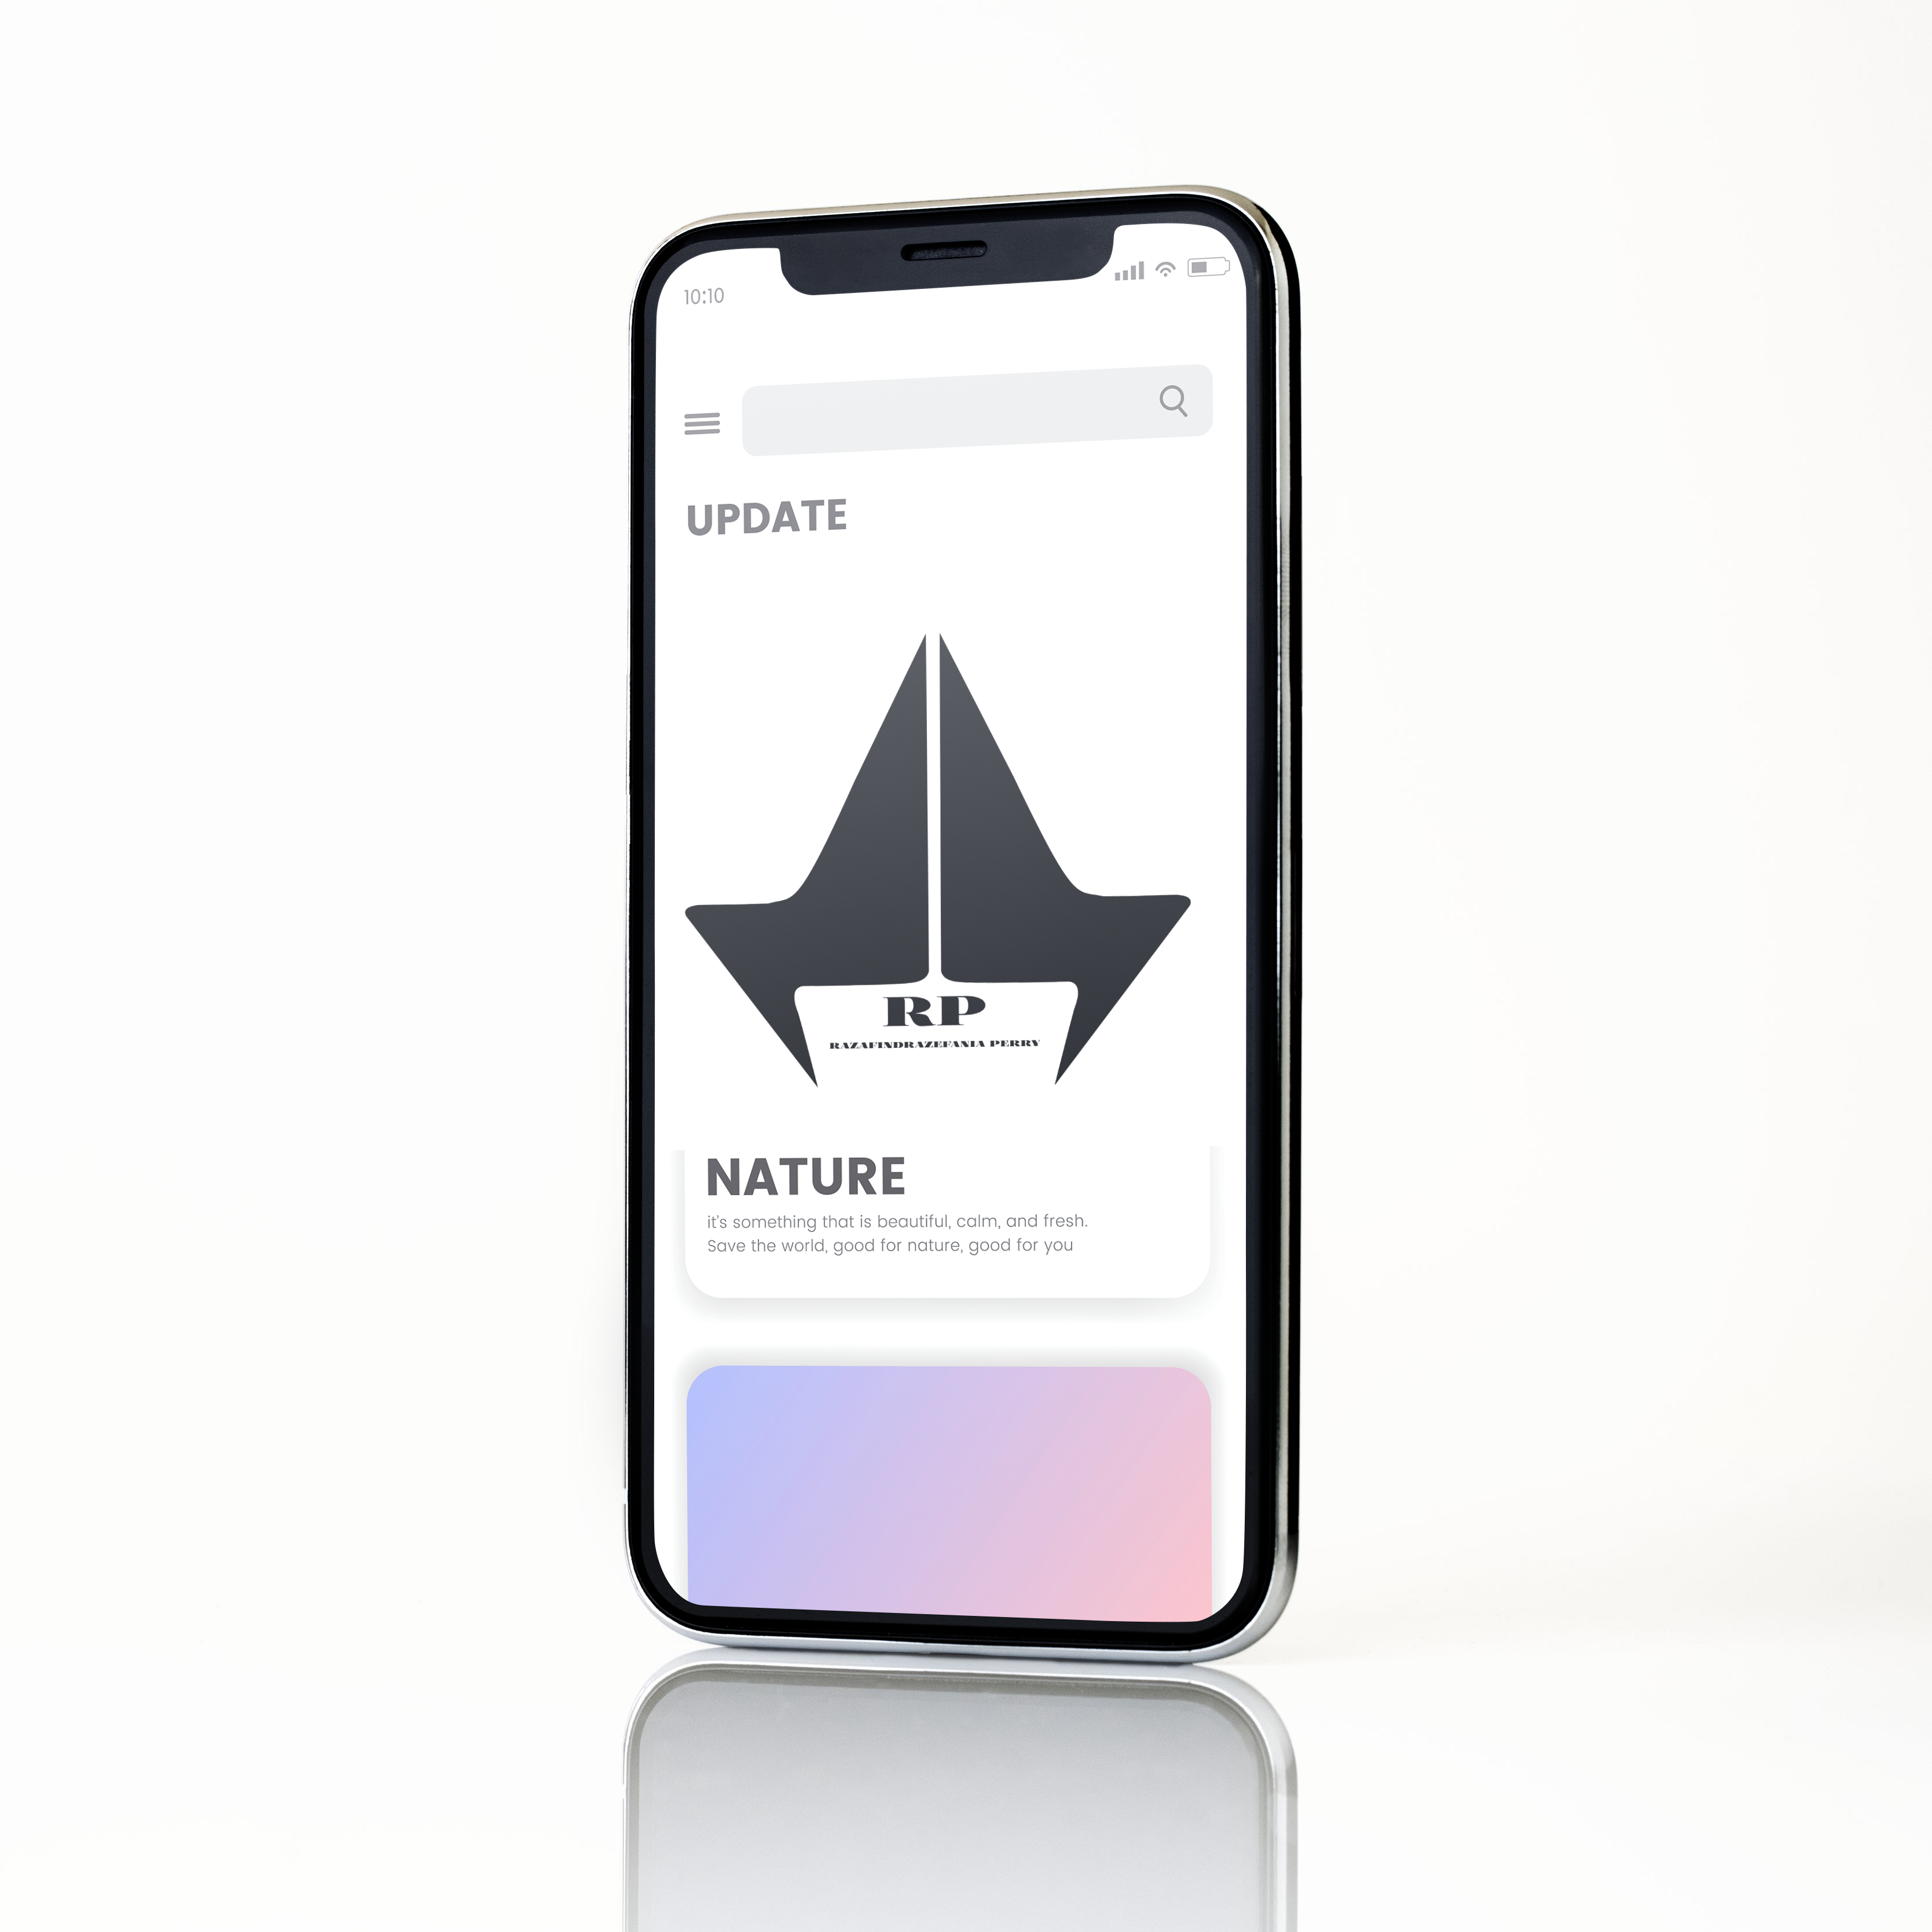 10:10
UPDATE
RP
RAZAFINDRAZEFANIA PERRY
NATURE
it's something that is beautiful, calm, and fresh.
Save the world, good for nature, good for you